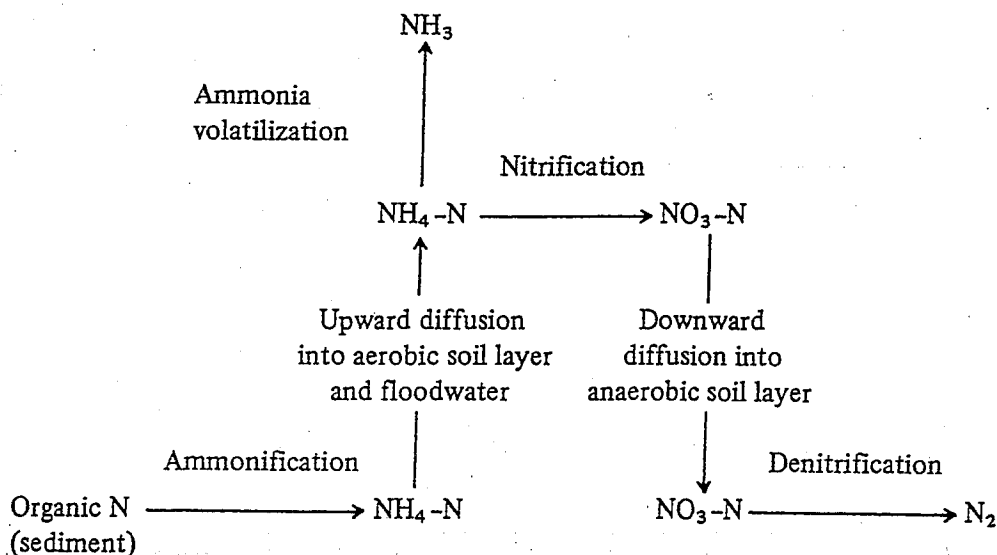 NH₃
Ammonia
volatilization
Nitrification
NH₄-N
NO₃-N
Upward diffusion
into aerobic soil layer
and floodwater
Downward
diffusion into
anaerobic soil layer
Ammonification
Denitrification
Organic N
(sediment)
NH₄-N
NO₃-N
N₂